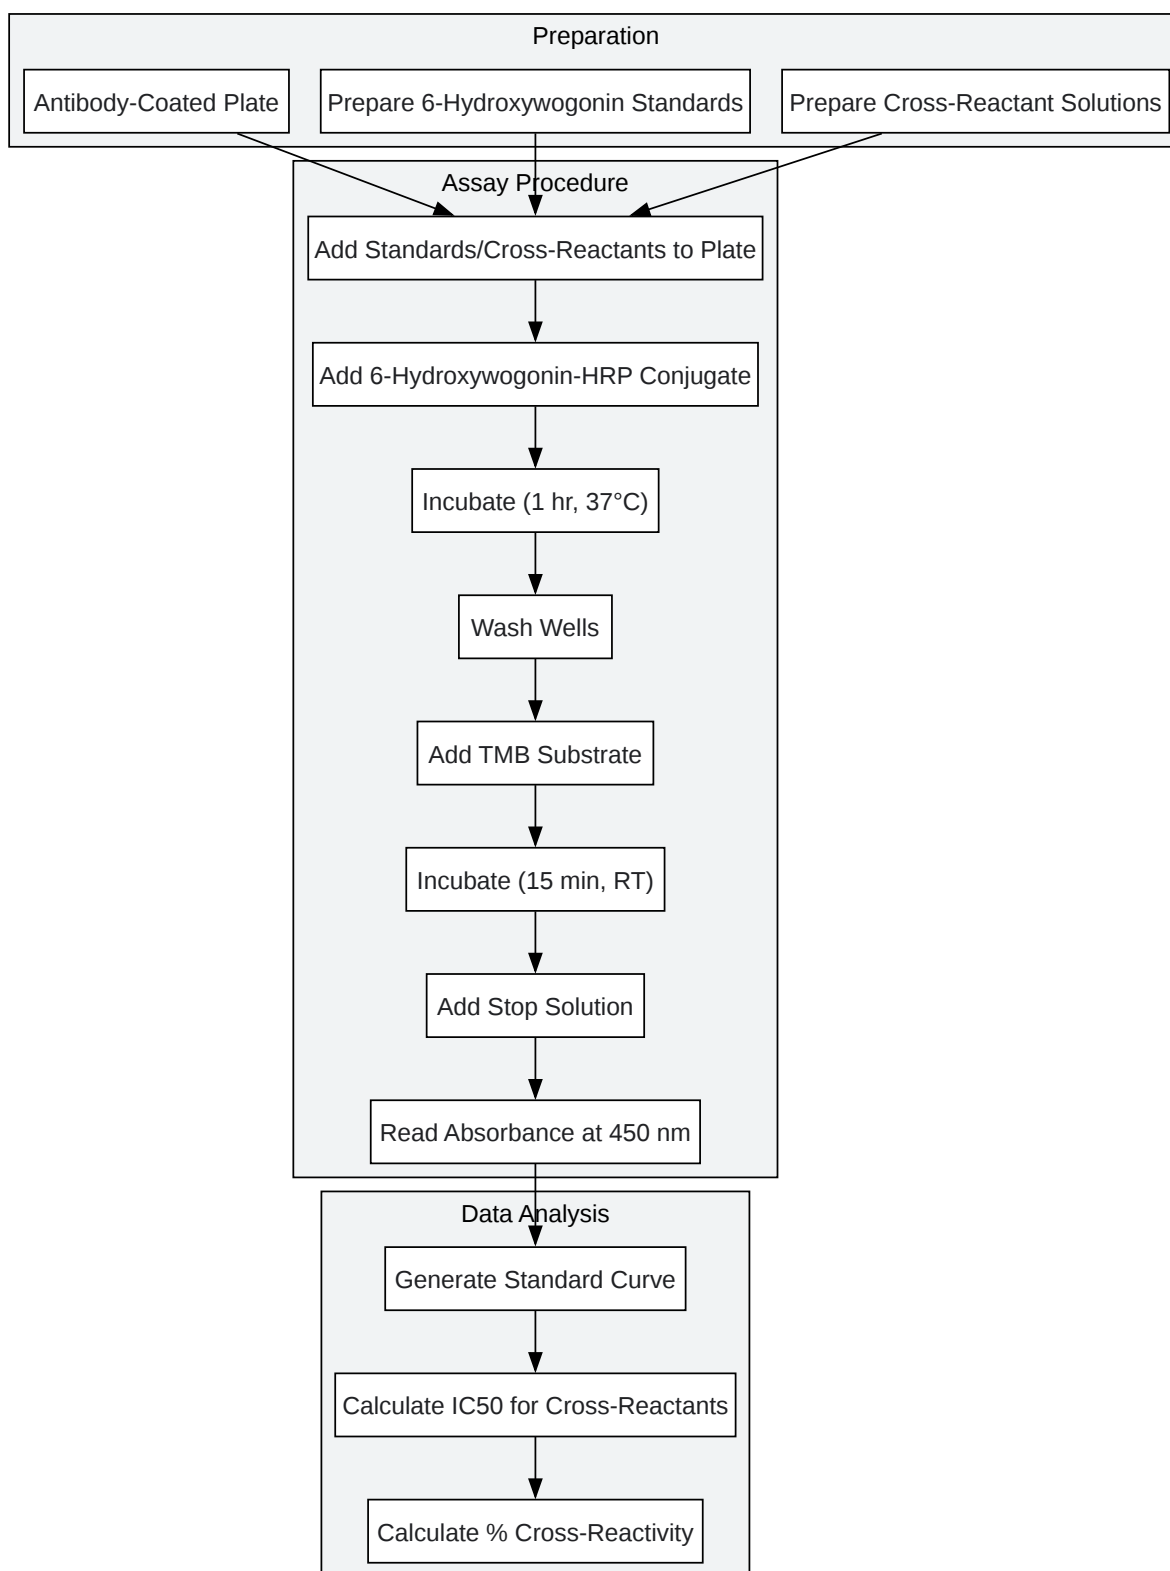 Preparation
Antibody-Coated Plate
Prepare 6-Hydroxywogonin Standards
Prepare Cross-Reactant Solutions
Assay Procedure
Add Standards/Cross-Reactants to Plate
Add 6-Hydroxywogonin-HRP Conjugate
Incubate (1 hr, 37°C)
Wash Wells
Add TMB Substrate
Incubate (15 min, RT)
Add Stop Solution
Read Absorbance at 450 nm
Data Analysis
Generate Standard Curve
Calculate IC50 for Cross-Reactants
Calculate % Cross-Reactivity